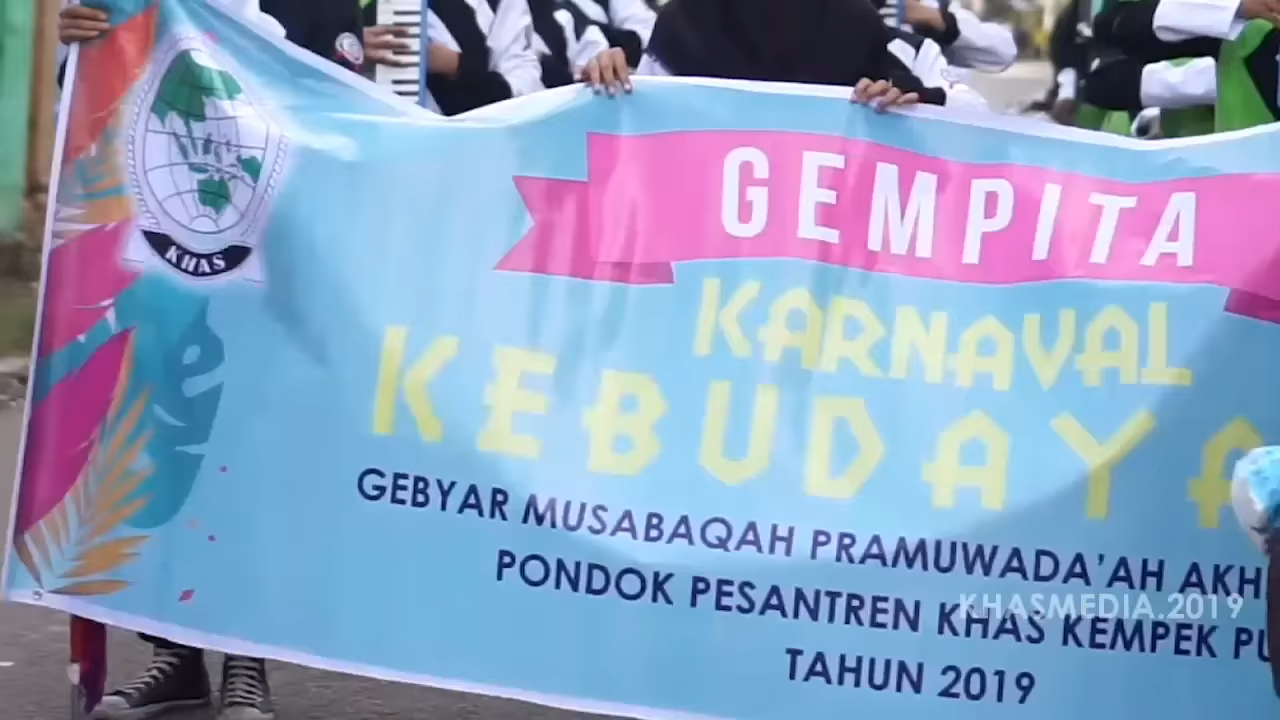 KHAS
GEMPITA
KARNAVAL
KEBUDAYA
GEBYAR MUSABAQAH PRAMUWADA'AH AKH
PONDOK PESANTREN KHAS KEMPEK PU
TAHUN 2019
KHASMEDIA.2019